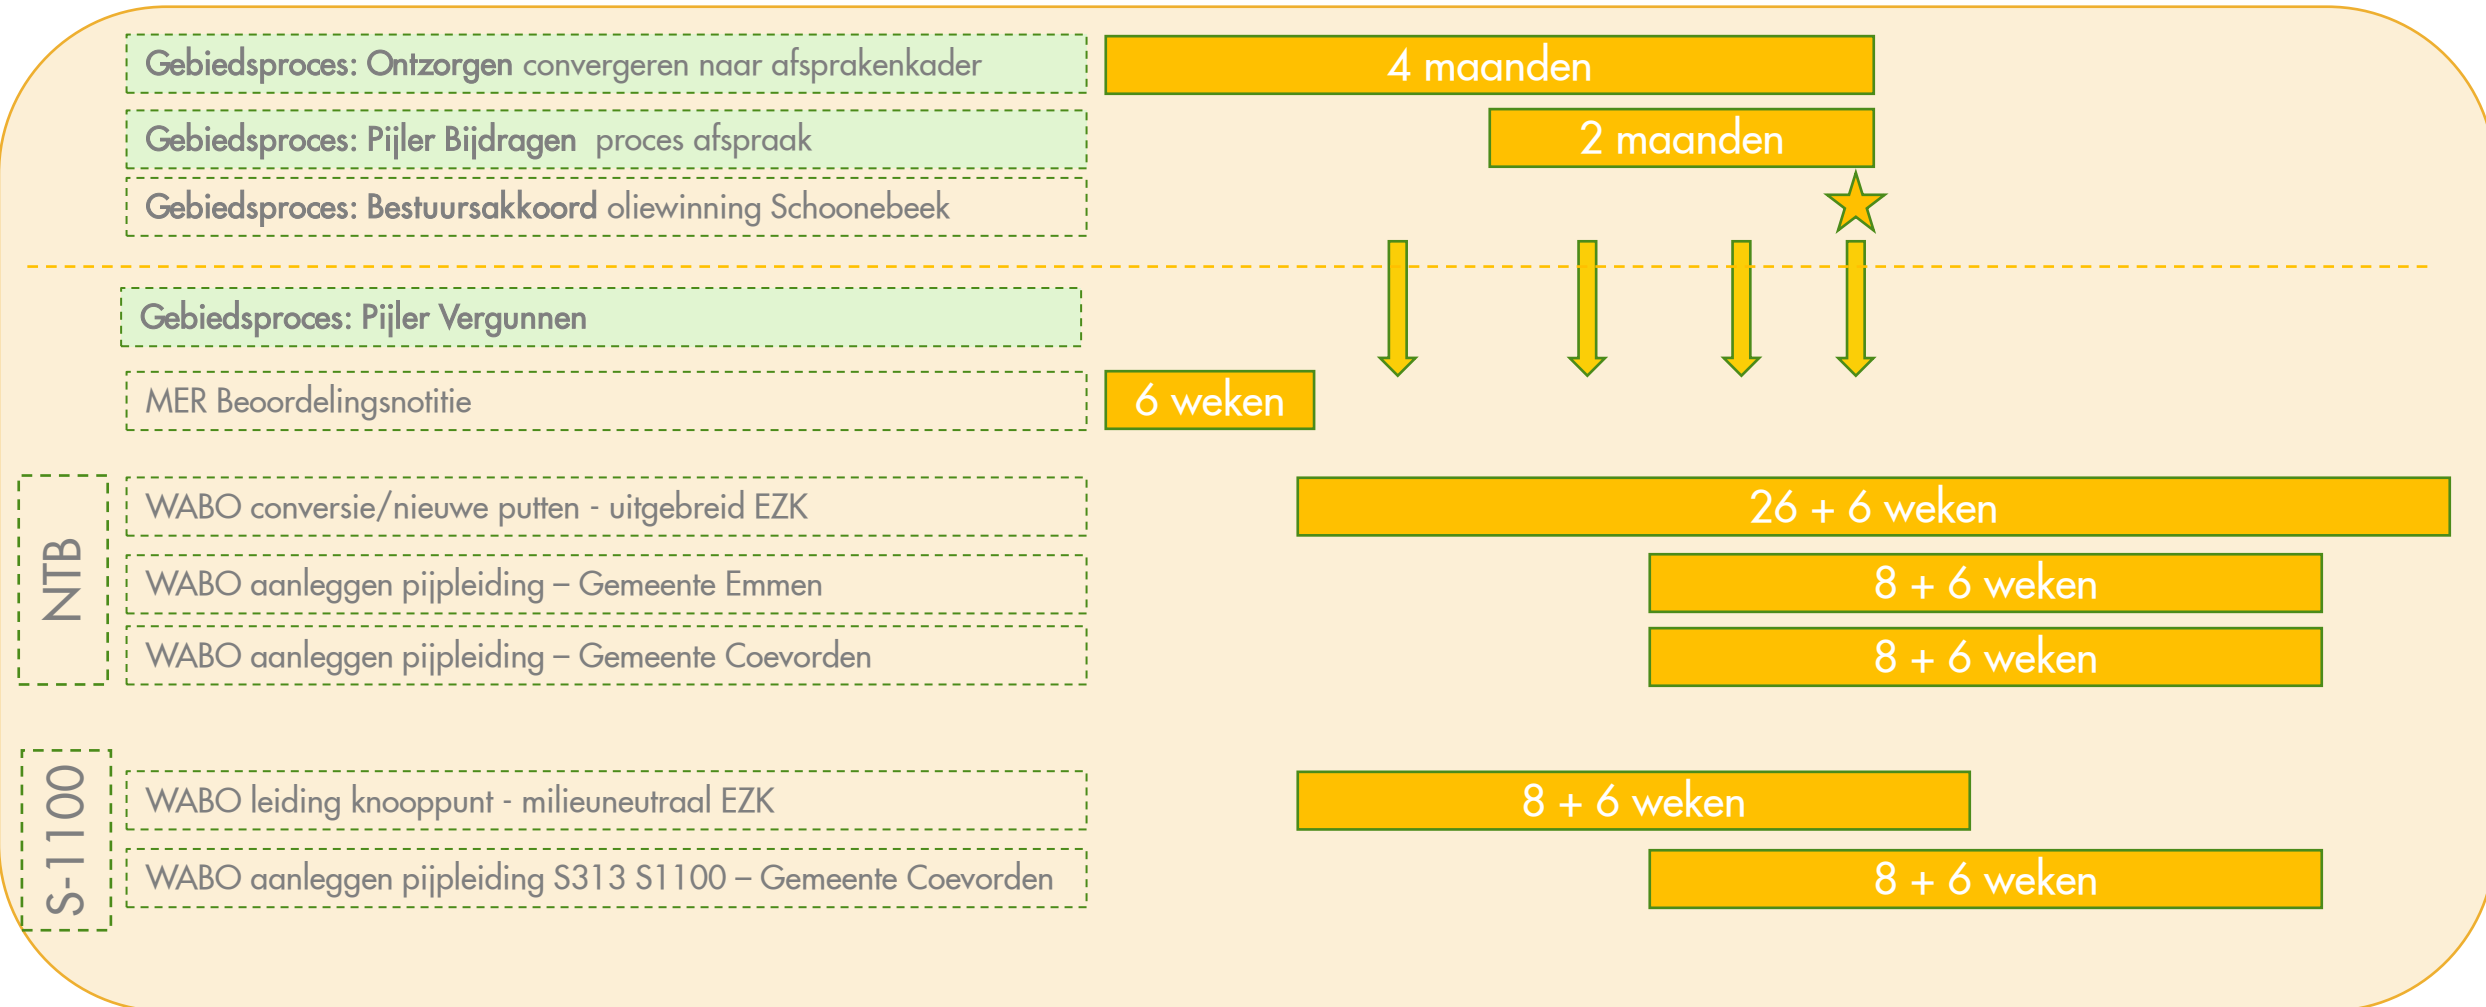 Gebiedsproces: Ontzorgen convergeren naar afsprakenkader
4 maanden
Gebiedsproces: Pijler Bijdragen proces afspraak
2 maanden
Gebiedsproces: Bestuursakkoord oliewinning Schoonebeek
Gebiedsproces: Pijler Vergunnen
MER Beoordelingsnotitie
6 weken
NTB
WABO conversie/nieuwe putten - uitgebreid EZK
26 + 6 weken
WABO aanleggen pijpleiding – Gemeente Emmen
8 + 6 weken
WABO aanleggen pijpleiding – Gemeente Coevorden
8 + 6 weken
S-1100
WABO leiding knooppunt - milieuneutraal EZK
8 + 6 weken
WABO aanleggen pijpleiding S313 S1100 – Gemeente Coevorden
8 + 6 weken